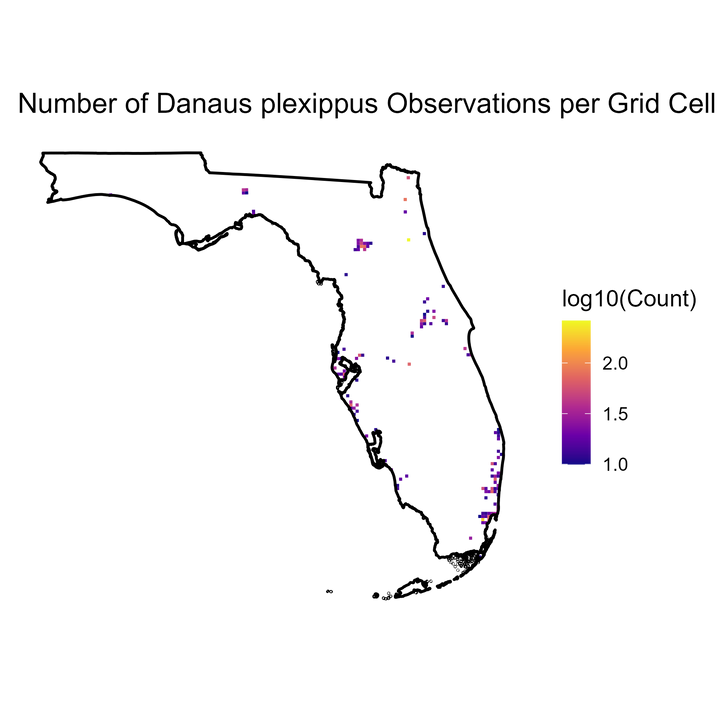 Number of Danaus plexippus Observations per Grid Cell
log10(Count)
2.0
1.5
1.0